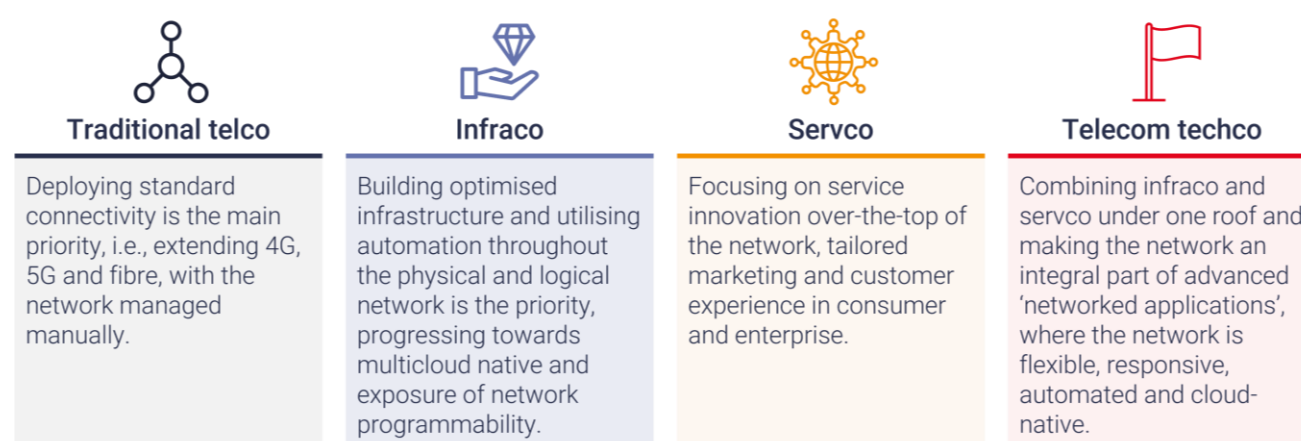 Traditional telco
Deploying standard
connectivity is the main
priority, i.e., extending 4G,
5G and fibre, with the
network managed
manually.
Infraco
Building optimised
infrastructure and utilising
automation throughout
the physical and logical
network is the priority,
progressing towards
multicloud native and
exposure of network
programmability.
Servco
Focusing on service
innovation over-the-top of
the network, tailored
marketing and customer
experience in consumer
and enterprise.
Telecom techco
Combining infraco and
servco under one roof and
making the network an
integral part of advanced
‘networked applications’,
where the network is
flexible, responsive,
automated and cloud-
native.